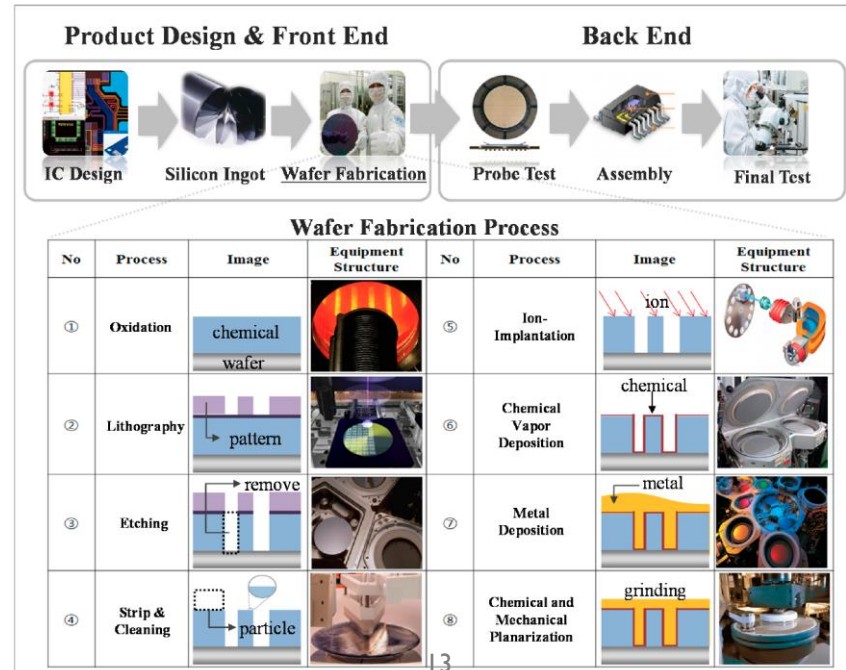 Product Design & Front End
Back End
IC Design
Silicon Ingot
Wafer Fabrication
Probe Test
Assembly
Final Test
Wafer Fabrication Process
No
Process
Image
Equipment
Structure
No
Process
Image
Equipment
Structure
①
Oxidation
chemical
wafer
⑤
Ion-
Implantation
ion
②
Lithography
pattern
⑥
Chemical
Vapor
Deposition
chemical
③
Etching
remove
⑦
Metal
Deposition
metal
④
Strip &
Cleaning
particle
⑧
Chemical and
Mechanical
Planarization
grinding
13